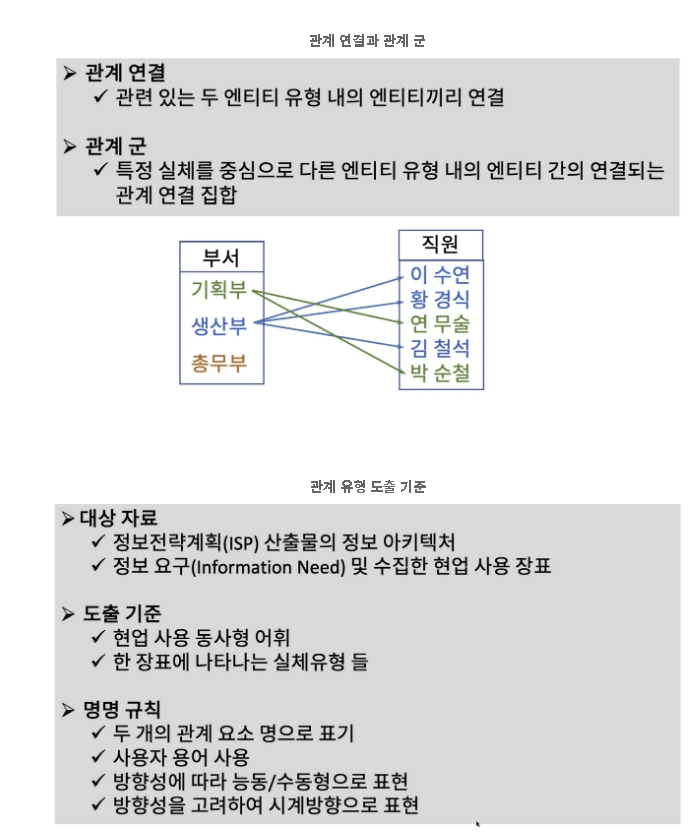 관계 연결과 관계 군
➢ 관계 연결
✓ 관련 있는 두 엔티티 유형 내의 엔티티끼리 연결
➢ 관계 군
✓ 특정 실체를 중심으로 다른 엔티티 유형 내의 엔티티 간의 연결되는
관계 연결 집합
부서
기획부
생산부
총무부
직원
이 수연
황 경식
연 무술
김 철석
박 순철
관계 유형 도출 기준
➢ 대상 자료
✓ 정보전략계획(ISP) 산출물의 정보 아키텍처
✓ 정보 요구(Information Need) 및 수집한 현업 사용 장표
➢ 도출 기준
✓ 현업 사용 동사형 어휘
✓ 한 장표에 나타나는 실체유형 들
➢ 명명 규칙
✓ 두 개의 관계 요소 명으로 표기
✓ 사용자 용어 사용
✓ 방향성에 따라 능동/수동형으로 표현
✓ 방향성을 고려하여 시계방향으로 표현